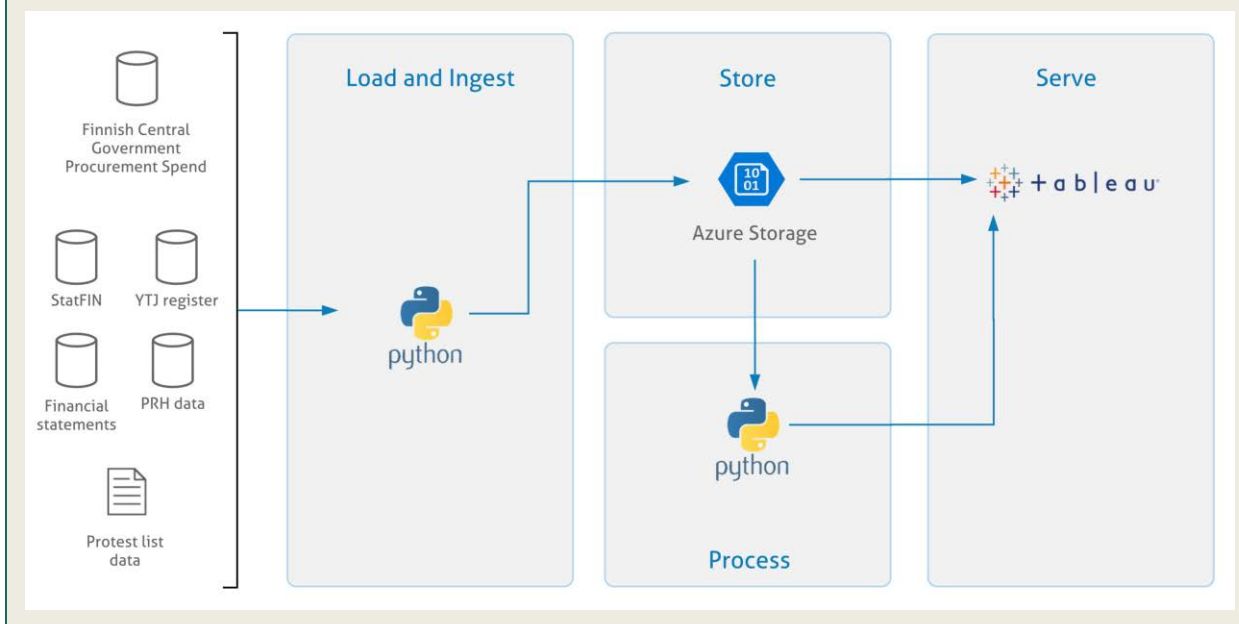 Finnish Central
Government
Procurement Spend
StatFIN
YTJ register
Financial
statements
PRH data
Protest list
data
Load and Ingest
python
Store
10
01
Azure Storage
python
Process
Serve
+ableau